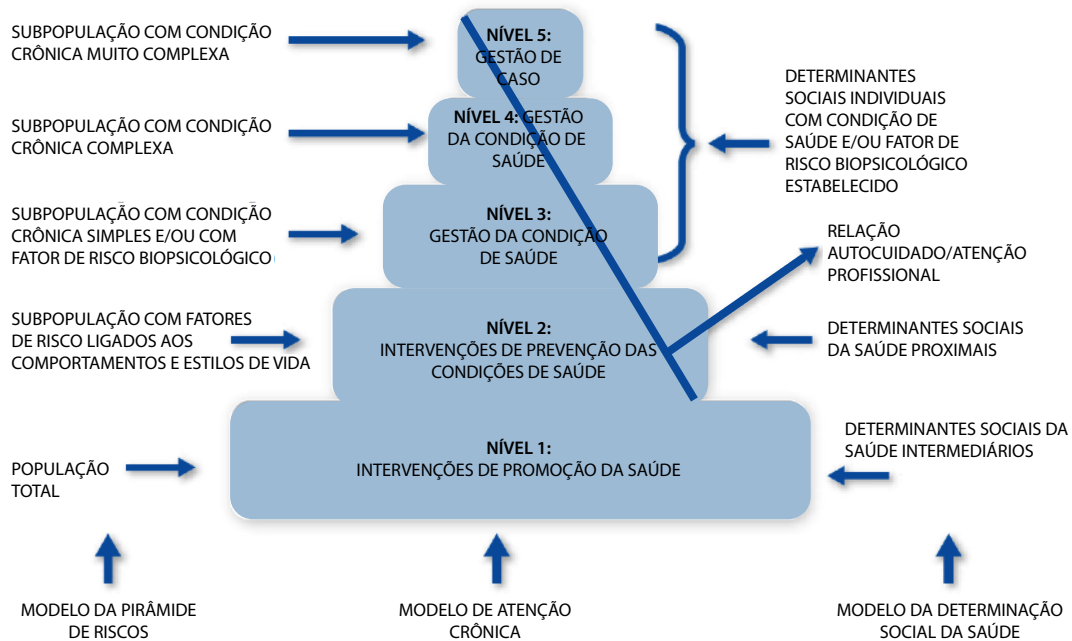 SUBPOPULAÇÃO COM CONDIÇÃO
CRÔNICA MUITO COMPLEXA
NÍVEL 5:
GESTÃO DE
CASO
SUBPOPULAÇÃO COM CONDIÇÃO
CRÔNICA COMPLEXA
NÍVEL 4: GESTÃO
DA CONDIÇÃO DE
SAÚDE
DETERMINANTES
SOCIAIS INDIVIDUAIS
COM CONDIÇÃO DE
SAÚDE E/OU FATOR DE
RISCO BIOPSICOLÓGICO
ESTABELECIDO
SUBPOPULAÇÃO COM CONDIÇÃO
CRÔNICA SIMPLES E/OU COM
FATOR DE RISCO BIOPSICOLÓGICO
NÍVEL 3:
GESTÃO DA CONDIÇÃO
DE SAÚDE
RELAÇÃO
AUTOCUIDADO/ATENÇÃO
PROFISSIONAL
SUBPOPULAÇÃO COM FATORES
DE RISCO LIGADOS AOS
COMPORTAMENTOS E ESTILOS DE VIDA
NÍVEL 2:
INTERVENÇÕES DE PREVENÇÃO DAS
CONDIÇÕES DE SAÚDE
DETERMINANTES SOCIAIS
DA SAÚDE PROXIMAIS
POPULAÇÃO
TOTAL
NÍVEL 1:
INTERVENÇÕES DE PROMOÇÃO DA SAÚDE
DETERMINANTES SOCIAIS DA
SAÚDE INTERMEDIÁRIOS
MODELO DA PIRÂMIDE
DE RISCOS
MODELO DE ATENÇÃO
CRÔNICA
MODELO DA DETERMINAÇÃO
SOCIAL DA SAÚDE